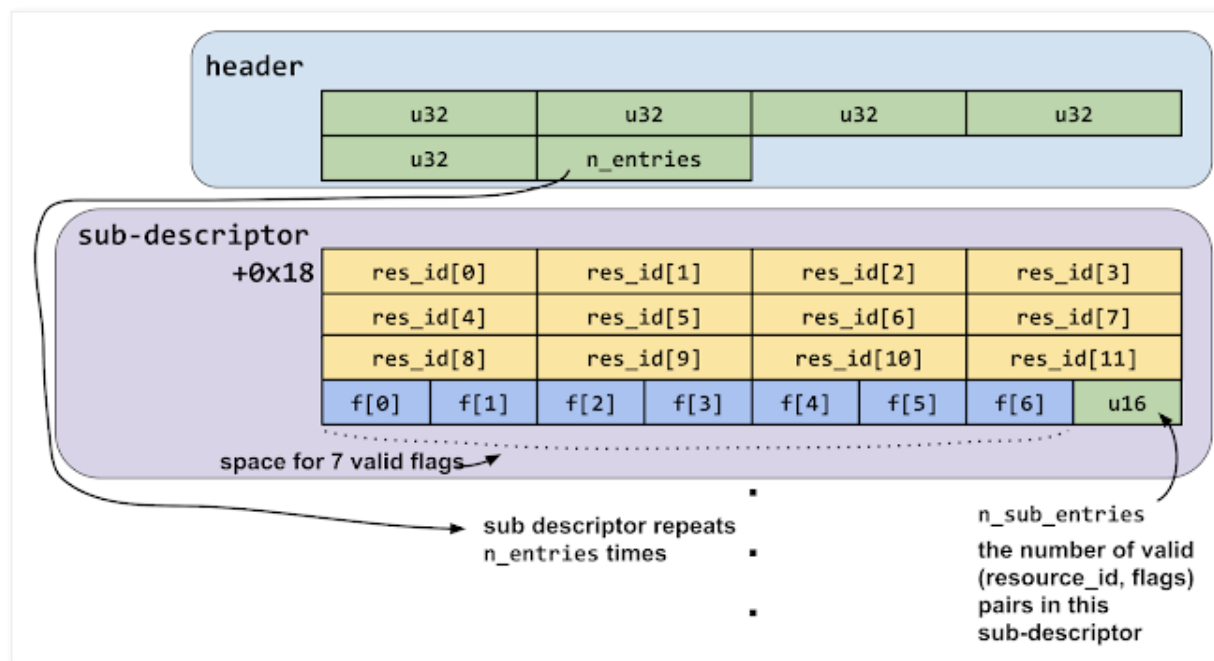 header
u32 u32 u32 u32
u32 n_entries
sub-descriptor
+0x18 res_id[0] res_id[1] res_id[2] res_id[3]
res_id[4] res_id[5] res_id[6] res_id[7]
res_id[8] res_id[9] res_id[10] res_id[11]
f[0] f[1] f[2] f[3] f[4] f[5] f[6] u16
space for 7 valid flags
sub descriptor repeats
n_entries times
n_sub_entries
the number of valid
(resource_id, flags)
pairs in this
sub-descriptor